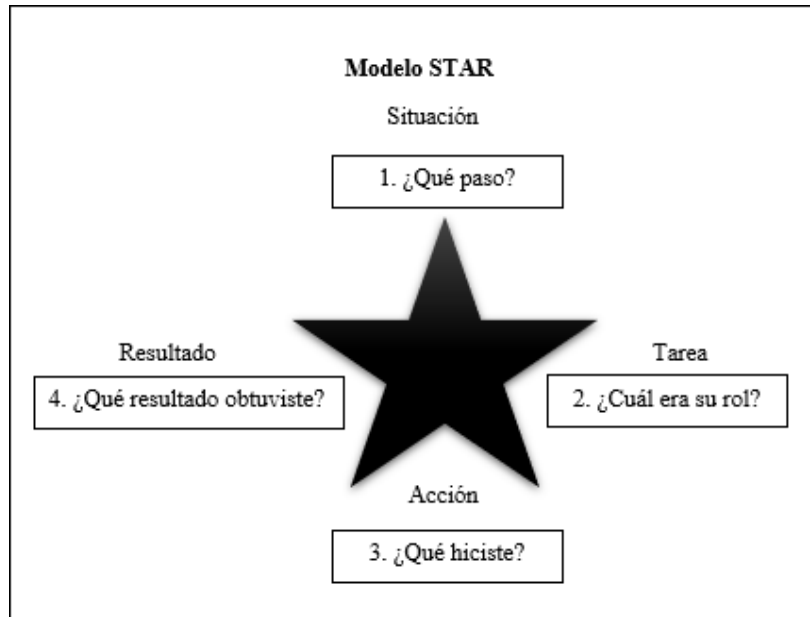 Modelo STAR
Situación
1. ¿Qué paso?
Resultado
4. ¿Qué resultado obtuviste?
Tarea
2. ¿Cuál era su rol?
Acción
3. ¿Qué hiciste?